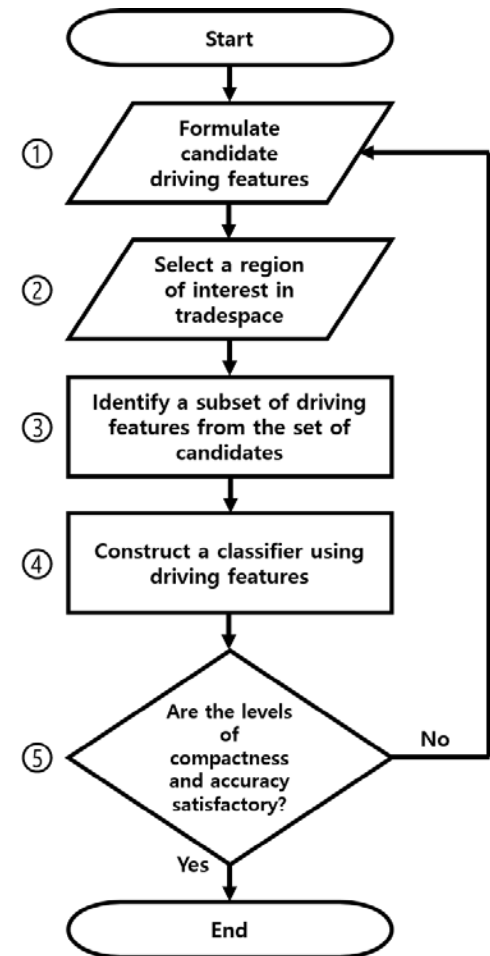 Start
①
Formulate
candidate
driving features
②
Select a region
of interest in
tradespace
③
Identify a subset of driving
features from the set of
candidates
④
Construct a classifier using
driving features
⑤
Are the levels
of
compactness
and accuracy
satisfactory?
No
Yes
End